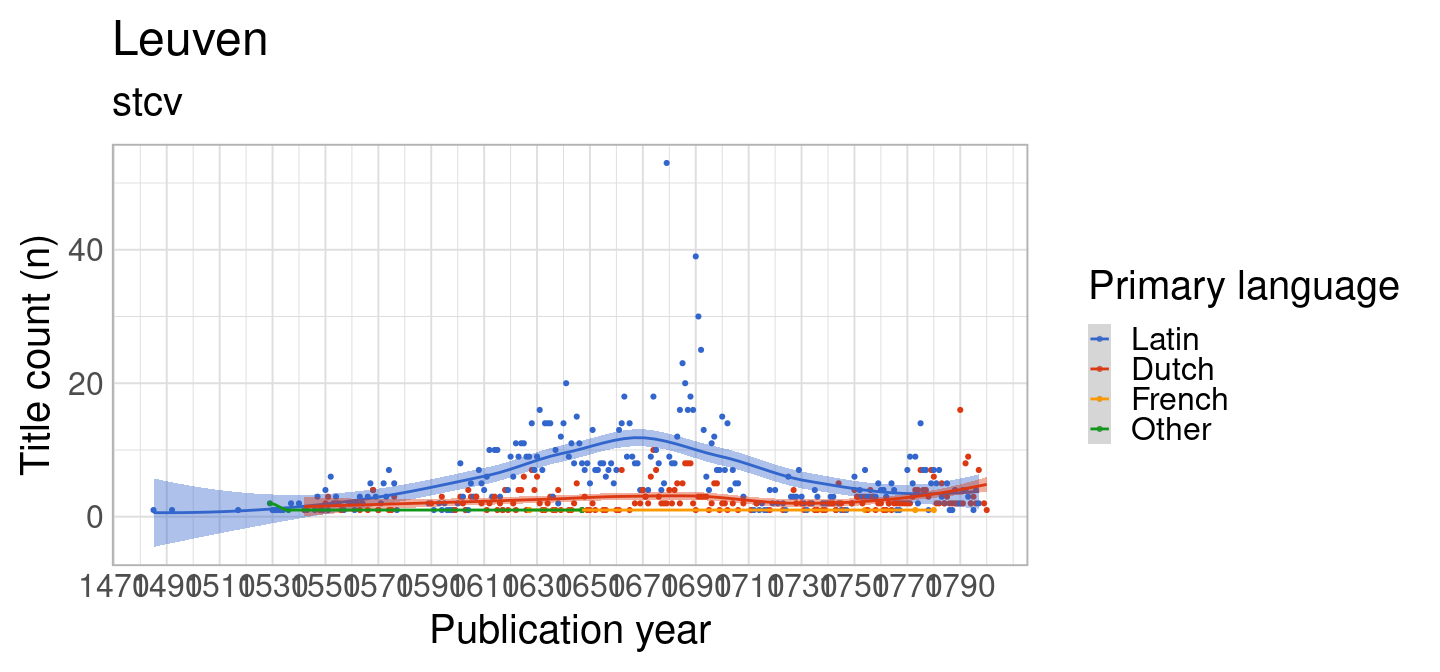 Leuven
stcv
40
20
0
Title count (n)
1470 1490 1510 1530 1550 1570 1590 1610 1630 1650 1670 1690 1710 1730 1750 1770 1790
Publication year
Primary language
Latin
Dutch
French
Other